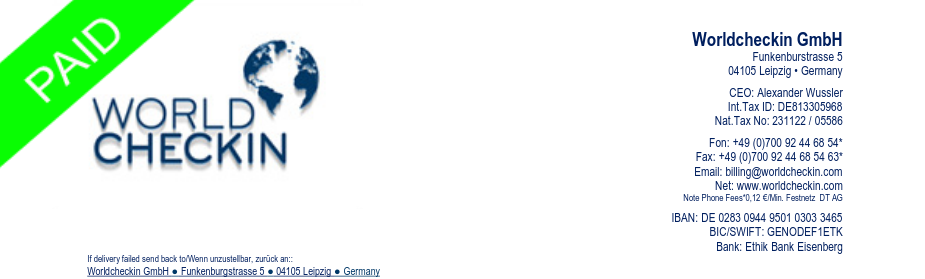 PAID
WORLD
CHECKIN
Worldcheckin GmbH
Funkenburstrasse 5
04105 Leipzig • Germany
CEO: Alexander Wussler
Int.Tax ID: DE813305968
Nat.Tax No: 231122 / 05586
Fon: +49 (0)700 92 44 68 54*
Fax: +49 (0)700 92 44 68 54 63*
Email: billing@worldcheckin.com
Net: www.worldcheckin.com
Note Phone Fees*0,12 €/Min. Festnetz DT AG
IBAN: DE 0283 0944 9501 0303 3465
BIC/SWIFT: GENODEF1ETK
Bank: Ethik Bank Eisenberg
If delivery failed send back to/Wenn unzustellbar, zurück an::
Worldcheckin GmbH ● Funkenburgstrasse 5 ● 04105 Leipzig ● Germany